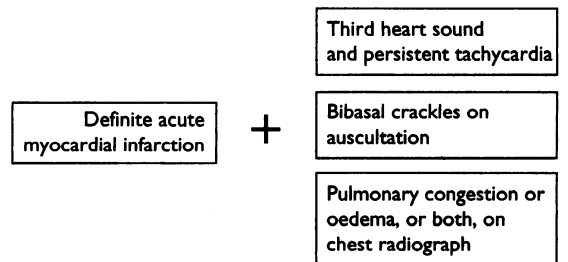 Third heart sound
and persistent tachycardia
Definite acute
myocardial infarction
+
Bibasal crackles on
auscultation
Pulmonary congestion or
oedema, or both, on
chest radiograph